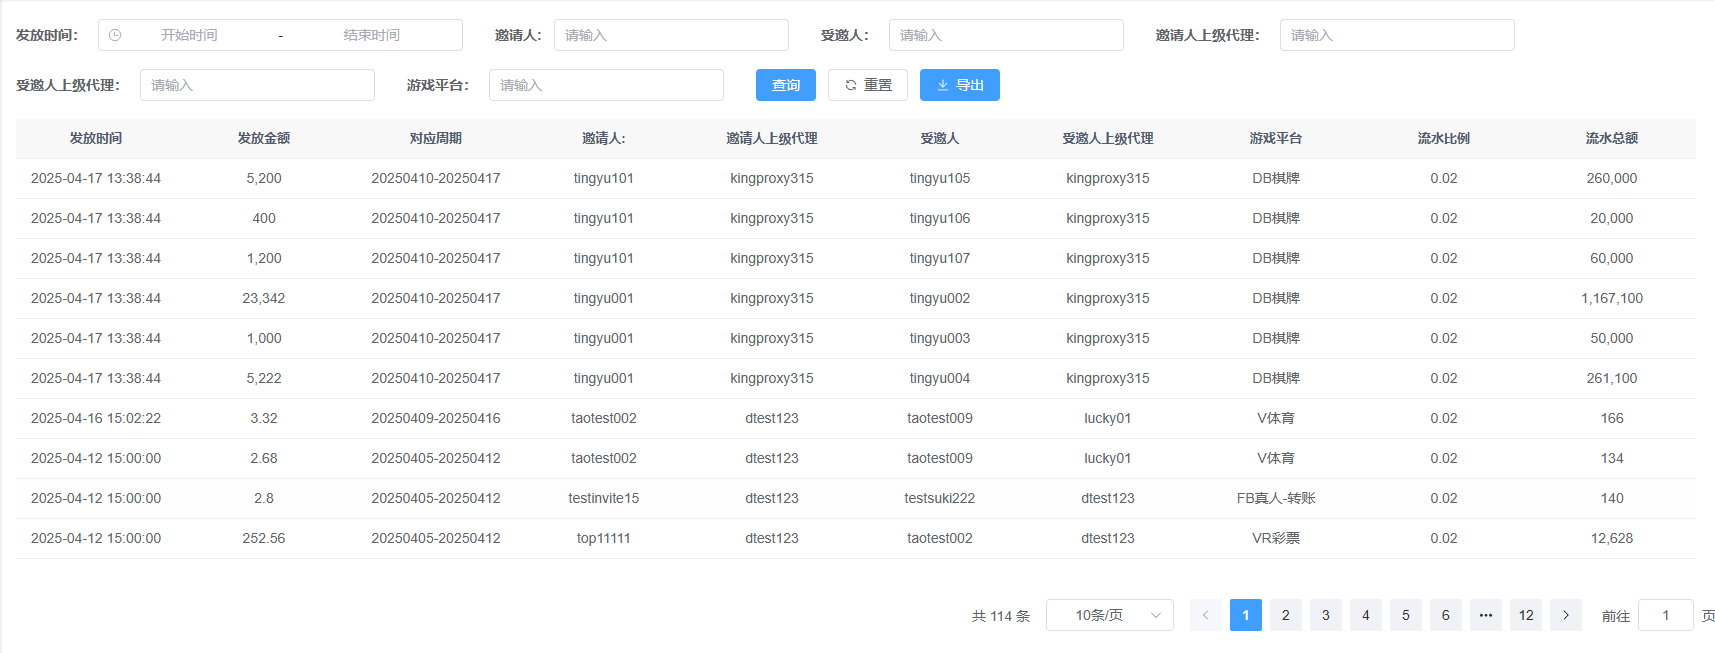 发放时间： 开始时间 - 结束时间 邀请人： 请输入 受邀人： 请输入 邀请人上级代理： 请输入
受邀人上级代理： 请输入 游戏平台： 请输入 查询 重置 导出
发放时间 发放金额 对应周期 邀请人: 邀请人上级代理 受邀人 受邀人上级代理 游戏平台 流水比例 流水总额
2025-04-17 13:38:44 5,200 20250410-20250417 tingyu101 kingproxy315 tingyu105 kingproxy315 DB棋牌 0.02 260,000
2025-04-17 13:38:44 400 20250410-20250417 tingyu101 kingproxy315 tingyu106 kingproxy315 DB棋牌 0.02 20,000
2025-04-17 13:38:44 1,200 20250410-20250417 tingyu101 kingproxy315 tingyu107 kingproxy315 DB棋牌 0.02 60,000
2025-04-17 13:38:44 23,342 20250410-20250417 tingyu001 kingproxy315 tingyu002 kingproxy315 DB棋牌 0.02 1,167,100
2025-04-17 13:38:44 1,000 20250410-20250417 tingyu001 kingproxy315 tingyu003 kingproxy315 DB棋牌 0.02 50,000
2025-04-17 13:38:44 5,222 20250410-20250417 tingyu001 kingproxy315 tingyu004 kingproxy315 DB棋牌 0.02 261,100
2025-04-16 15:02:22 3.32 20250409-20250416 taotest002 dtest123 taotest009 lucky01 V体育 0.02 166
2025-04-12 15:00:00 2.68 20250405-20250412 taotest002 dtest123 taotest009 lucky01 V体育 0.02 134
2025-04-12 15:00:00 2.8 20250405-20250412 testinvite15 dtest123 testsuki222 dtest123 FB真人-转账 0.02 140
2025-04-12 15:00:00 252.56 20250405-20250412 top11111 dtest123 taotest002 dtest123 VR彩票 0.02 12,628
共 114 条 10条/页 1 2 3 4 5 6 ••• 12 前往 1 页